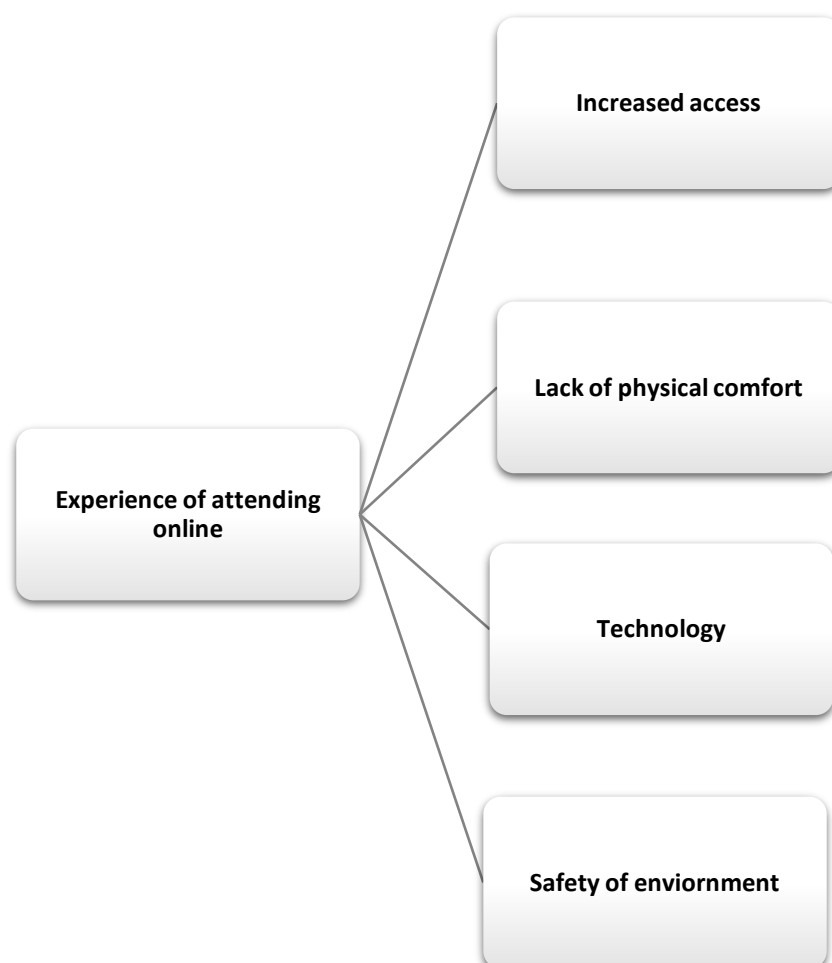 Increased access
Lack of physical comfort
Experience of attending
online
Technology
Safety of enviornment